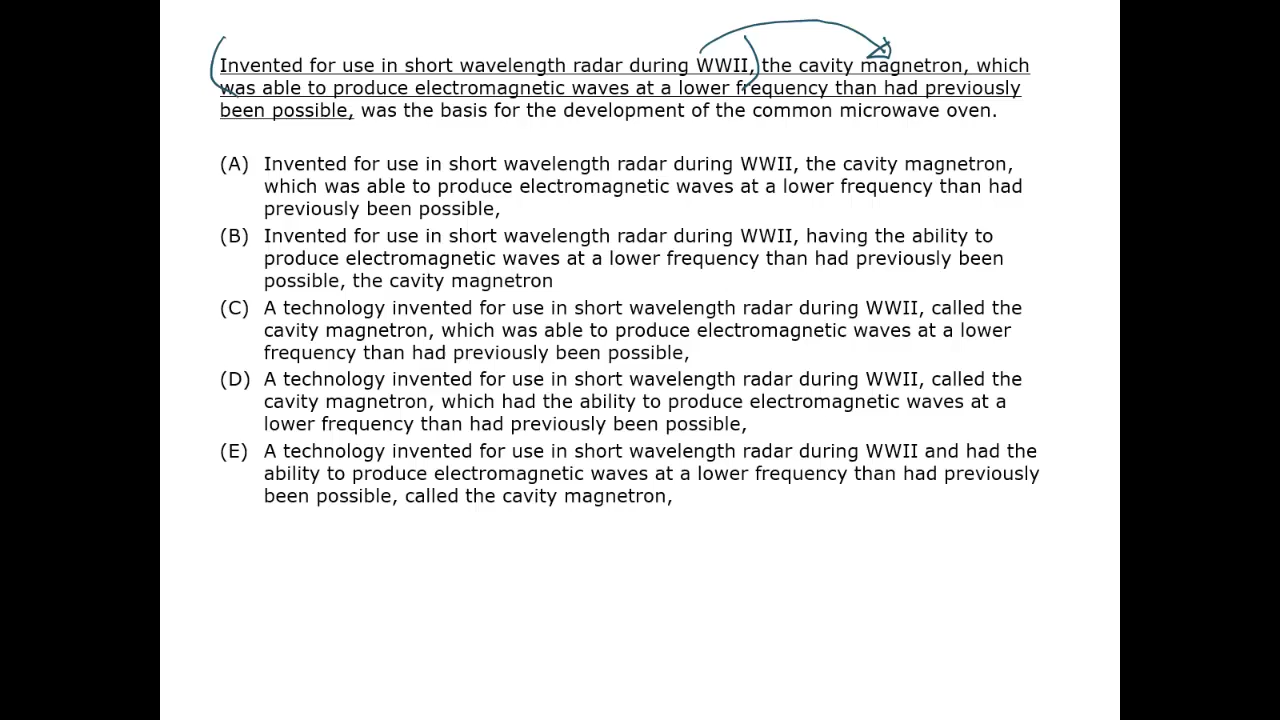 Invented for use in short wavelength radar during WWII, the cavity magnetron, which
was able to produce electromagnetic waves at a lower frequency than had previously
been possible, was the basis for the development of the common microwave oven.
(A) Invented for use in short wavelength radar during WWII, the cavity magnetron,
which was able to produce electromagnetic waves at a lower frequency than had
previously been possible,
(B) Invented for use in short wavelength radar during WWII, having the ability to
produce electromagnetic waves at a lower frequency than had previously been
possible, the cavity magnetron
(C) A technology invented for use in short wavelength radar during WWII, called the
cavity magnetron, which was able to produce electromagnetic waves at a lower
frequency than had previously been possible,
(D) A technology invented for use in short wavelength radar during WWII, called the
cavity magnetron, which had the ability to produce electromagnetic waves at a
lower frequency than had previously been possible,
(E) A technology invented for use in short wavelength radar during WWII and had the
ability to produce electromagnetic waves at a lower frequency than had previously
been possible, called the cavity magnetron,